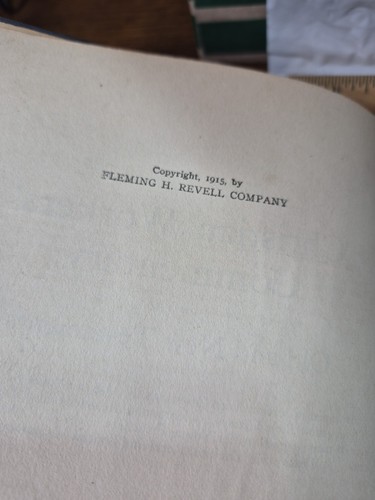 Copyright, 1915, by
FLEMING H. REVELL COMPANY